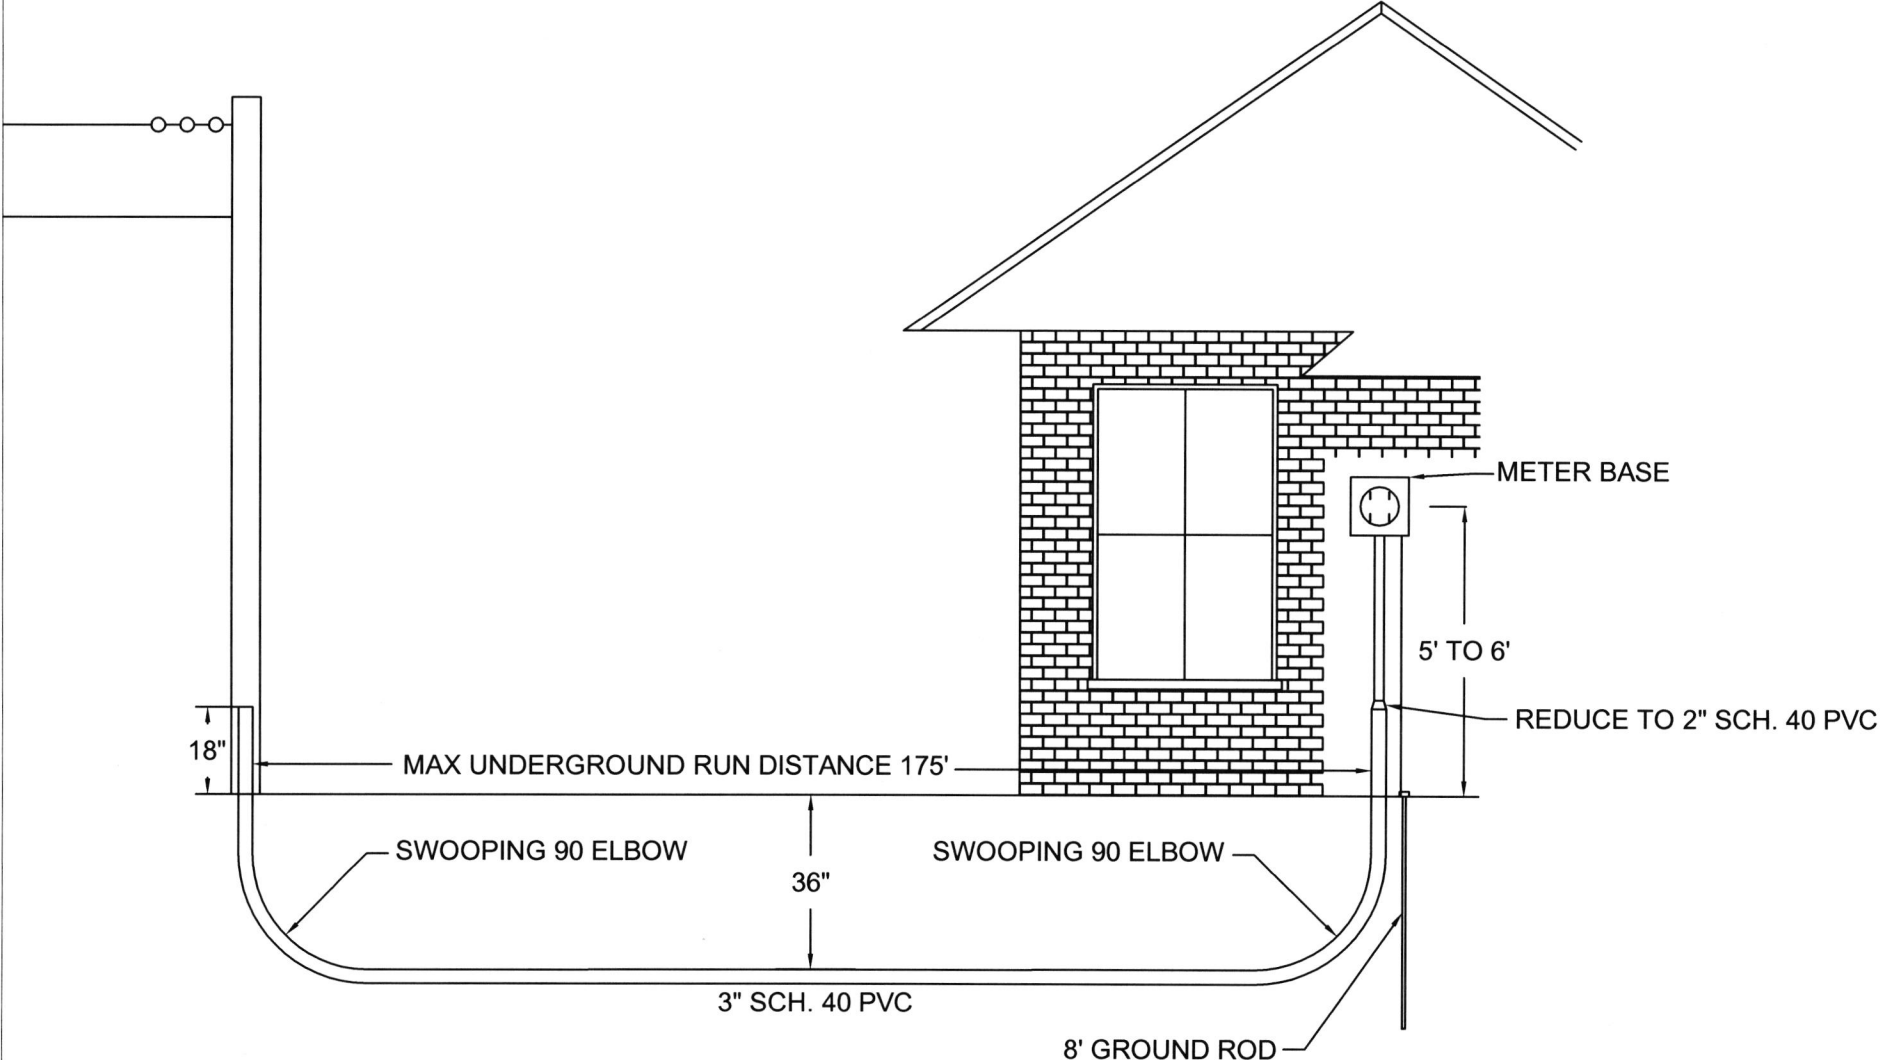 METER BASE
5' TO 6'
REDUCE TO 2" SCH. 40 PVC
18"
MAX UNDERGROUND RUN DISTANCE 175'
SWOOPING 90 ELBOW
SWOOPING 90 ELBOW
36"
3" SCH. 40 PVC
8' GROUND ROD